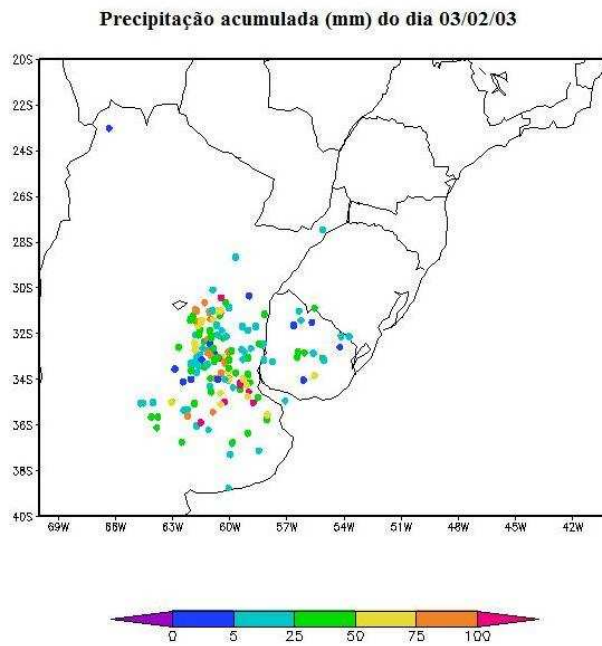 Precipitação acumulada (mm) do dia 03/02/03
20S
22S
24S
26S
28S
30S
32S
34S
36S
38S
40S
69W 66W 63W 60W 57W 54W 51W 48W 45W 42W
0 5 25 50 75 100